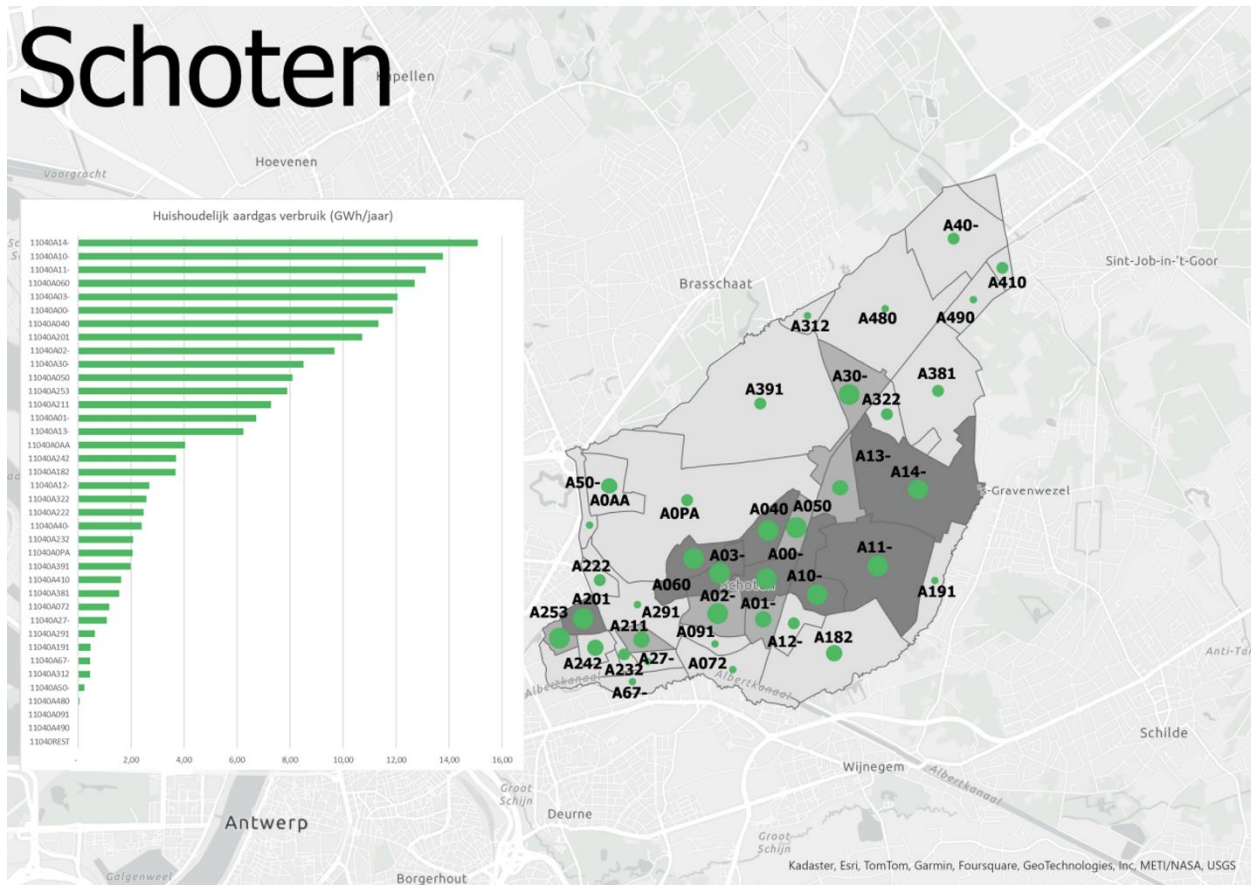 Schoten
Kapellen
Hoevenen
Voorgracht
Brasschaat
Sint-Job-in-'t-Goor
's-Gravenwezel
Schoten
Albertkanaal
Albertkanaal
Albertkanaal
Schilde
Wijnegem
Deurne
Groot
Schijn
Groot
Schijn
Antwerp
Galgenweel
Borgerhout
Huishoudelijk aardgas verbruik (GWh/jaar)
11040A14-
11040A10-
11040A11-
11040A060
11040A03-
11040A00-
11040A040
11040A201
11040A02-
11040A30-
11040A050
11040A253
11040A211
11040A01-
11040A13-
11040A0AA
11040A242
11040A182
11040A12-
11040A322
11040A222
11040A40-
11040A232
11040A0PA
11040A391
11040A410
11040A381
11040A072
11040A27-
11040A291
11040A191
11040A67-
11040A312
11040A50-
11040A480
11040A091
11040A490
11040REST
- 2,00 4,00 6,00 8,00 10,00 12,00 14,00 16,00
A40-
A410
A490
A480
A312
A30-
A381
A391
A322
A13-
A14-
A50-
A0AA
A0PA
A040
A050
A03-
A00-
A11-
A222
A060
A10-
A191
A201
A02-
A01-
A253
A291
A211
A091
A12-
A182
A242
A232
A27-
A072
A67-
Kadaster, Esri, TomTom, Garmin, Foursquare, GeoTechnologies, Inc, METI/NASA, USGS